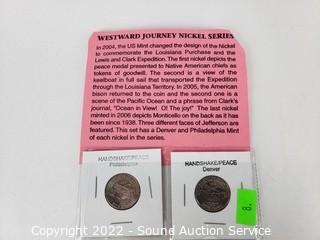 WESTWARD JOURNEY NICKEL SERIES
In 2004, the US Mint changed the design of the Nickel
to commemorate the Louisiana Purchase and the
Lewis and Clark Expedition. The first nickel depicts the
peace medal presented to Native American chiefs as
tokens of goodwill. The second is a view of the
keelboat in full sail that transported the Expedition
through the Louisiana Territory. In 2005, the American
bison returned to the coin and the second one is a
scene of the Pacific Ocean and a phrase from Clark's
journal, "Ocean in View! Of the joy!" The last nickel
minted in 2006 depicts Monticello on the back as it has
been since 1938. Three different faces of Jefferson are
featured. This set has a Denver and Philadelphia Mint
of each nickel in the series.
HANDSHAKE/PEACE
Philadelphia
HANDSHAKE/PEACE
Denver
8.
Copyright 2022 - SourceTim.com